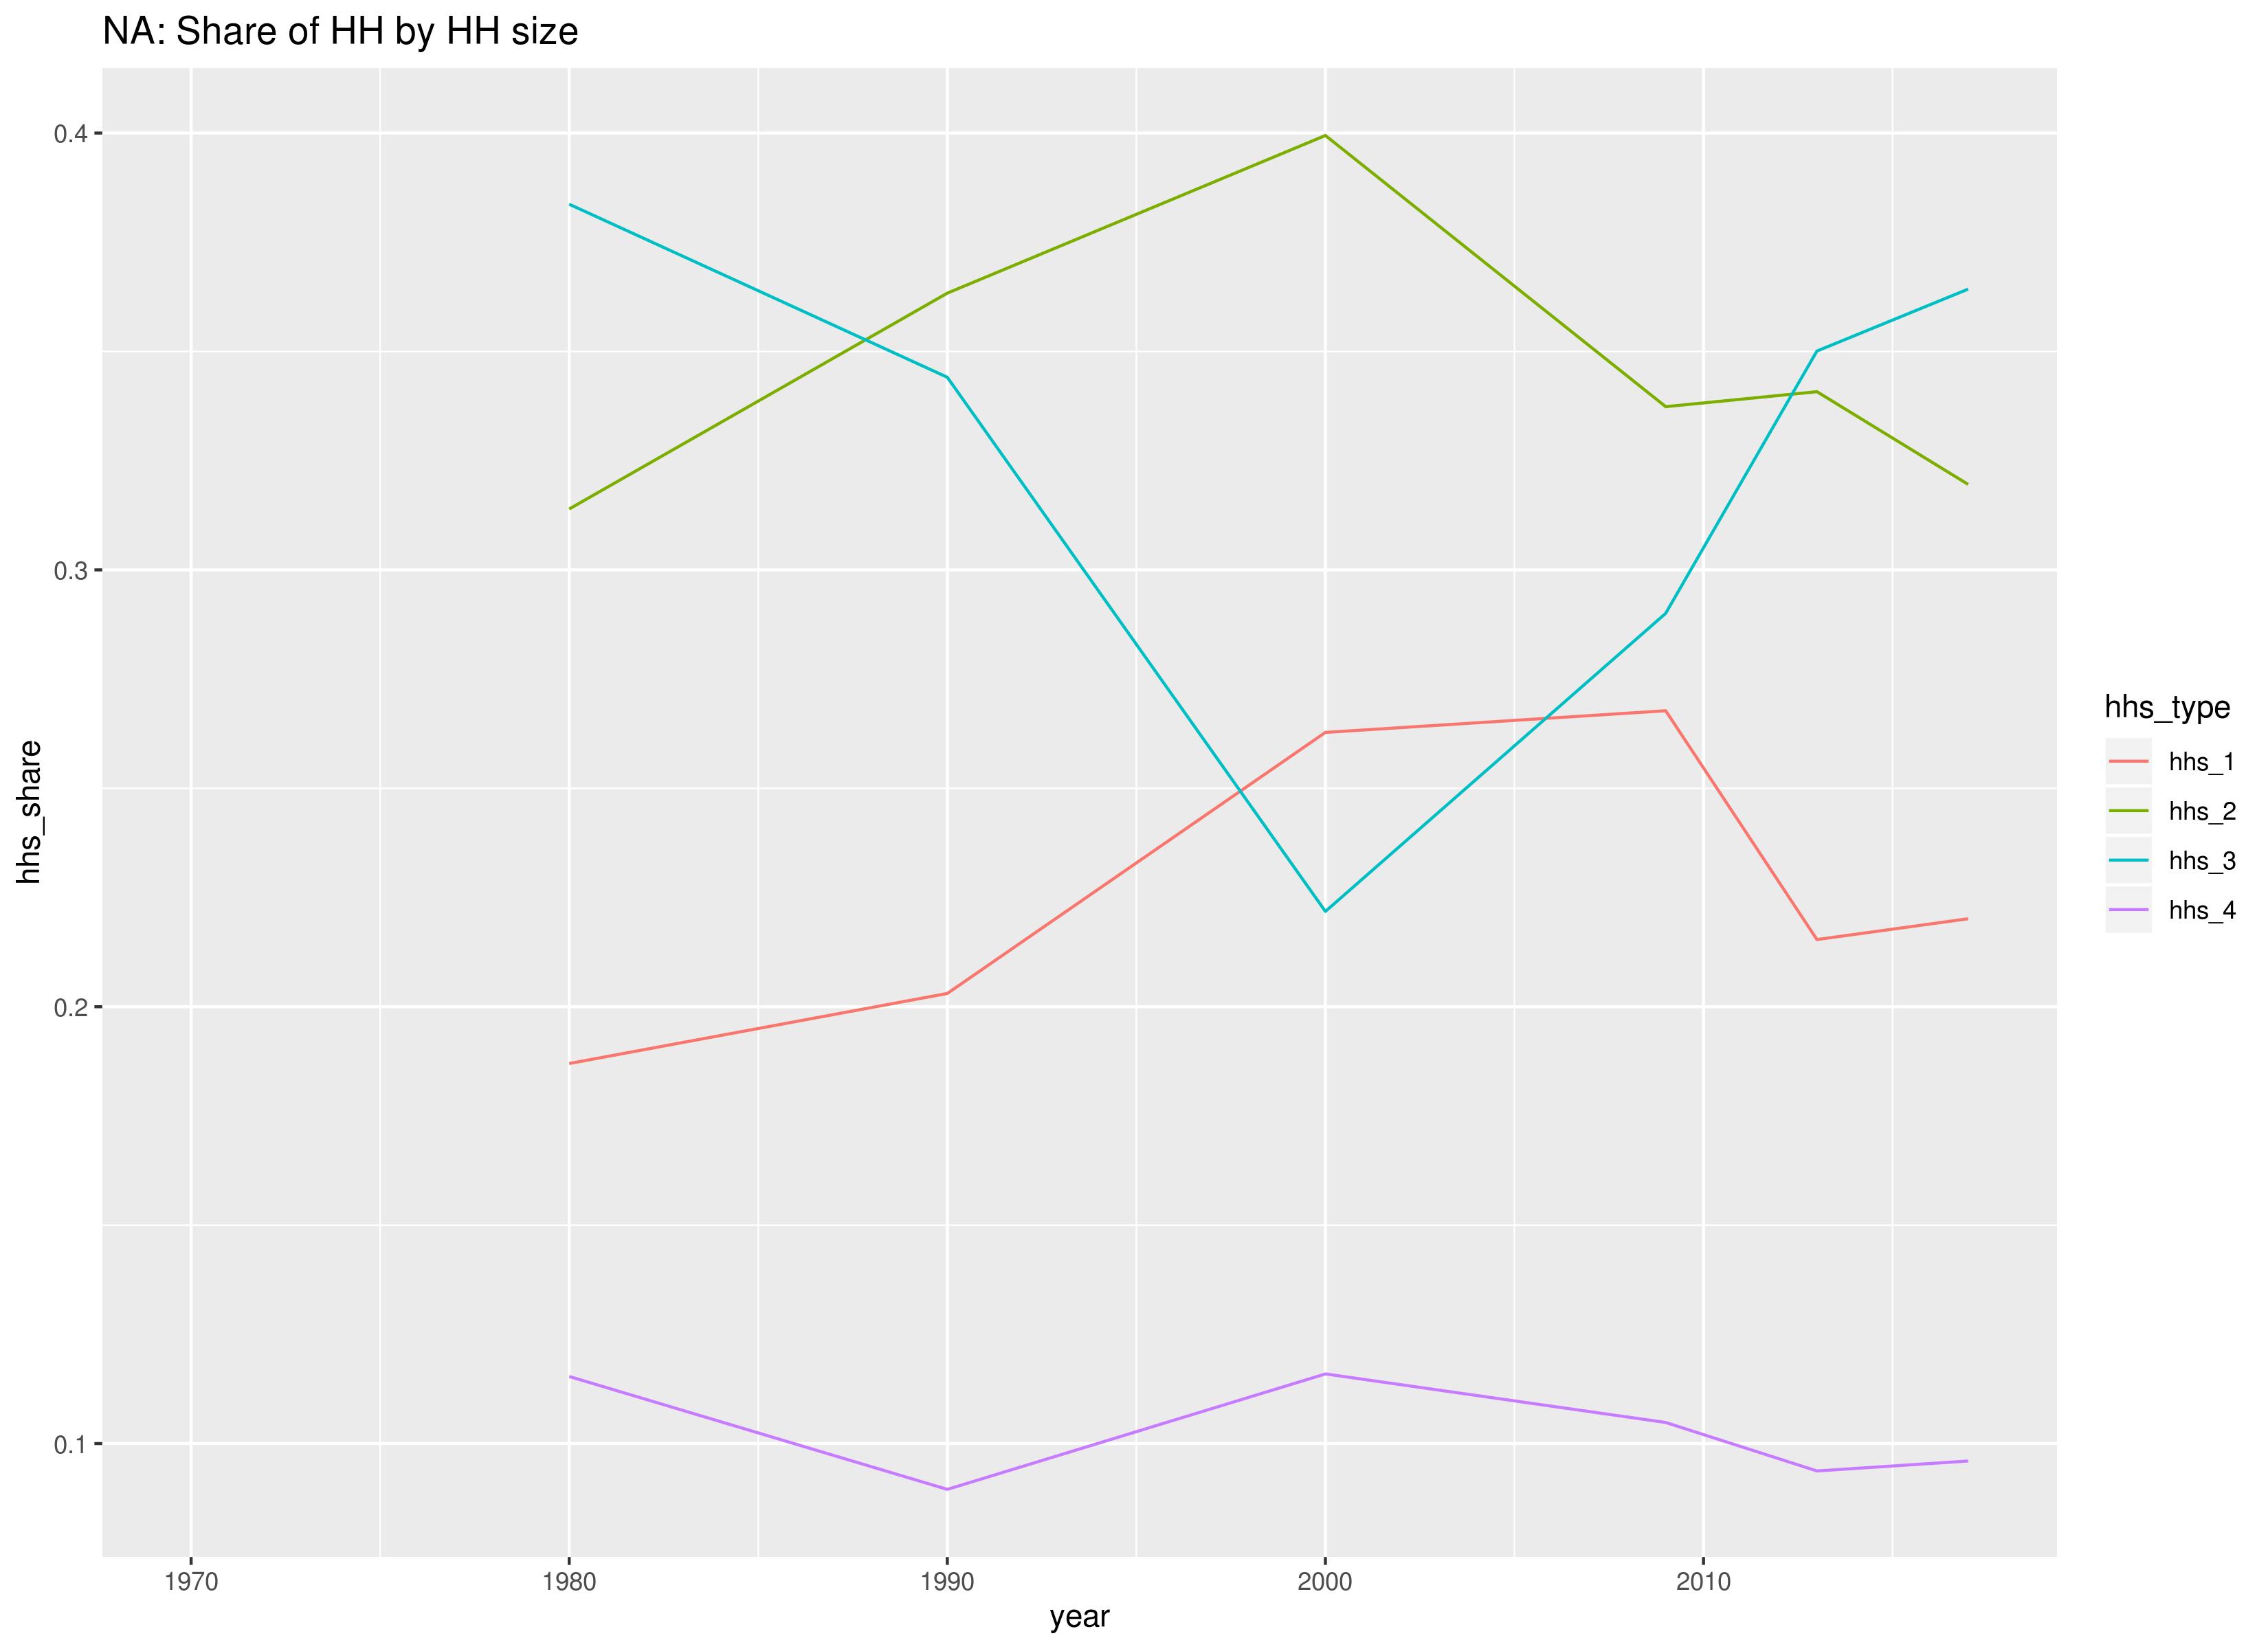 NA: Share of HH by HH size
0.4
0.3
0.2
0.1
hhs_share
1970 1980 1990 2000 2010
year
hhs_type
hhs_1
hhs_2
hhs_3
hhs_4